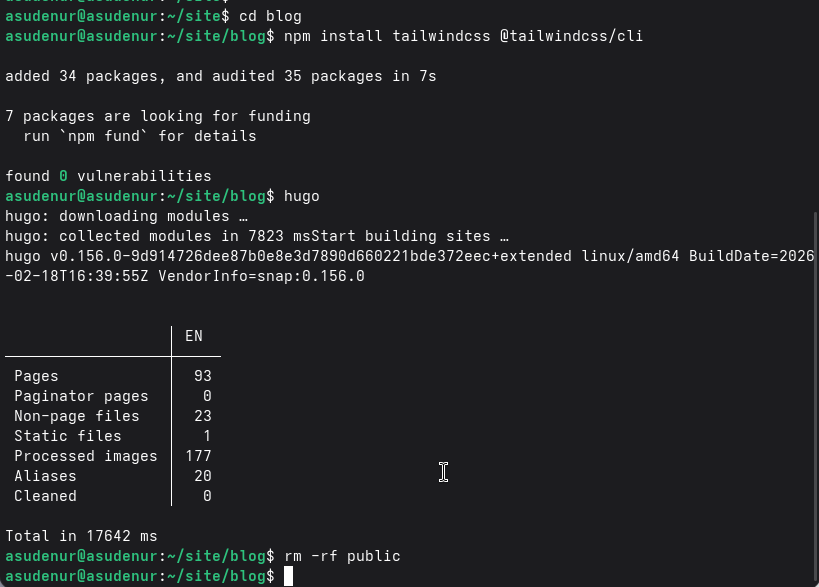 asudenur@asudenur:~/site$ cd blog
asudenur@asudenur:~/site/blog$ npm install tailwindcss @tailwindcss/cli
added 34 packages, and audited 35 packages in 7s
7 packages are looking for funding
  run `npm fund` for details
found 0 vulnerabilities
asudenur@asudenur:~/site/blog$ hugo
hugo: downloading modules …
hugo: collected modules in 7823 msStart building sites …
hugo v0.156.0-9d914726dee87b0e8e3d7890d660221bde372eec+extended linux/amd64 BuildDate=2026
-02-18T16:39:55Z VendorInfo=snap:0.156.0
EN
Pages 93
Paginator pages 0
Non-page files 23
Static files 1
Processed images 177
Aliases 20
Cleaned 0
Total in 17642 ms
asudenur@asudenur:~/site/blog$ rm -rf public
asudenur@asudenur:~/site/blog$